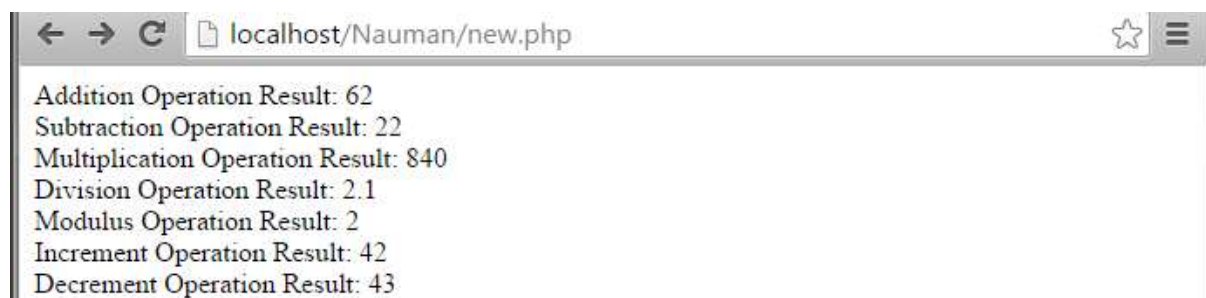 localhost/Nauman/new.php
Addition Operation Result: 62
Subtraction Operation Result: 22
Multiplication Operation Result: 840
Division Operation Result: 2.1
Modulus Operation Result: 2
Increment Operation Result: 42
Decrement Operation Result: 43